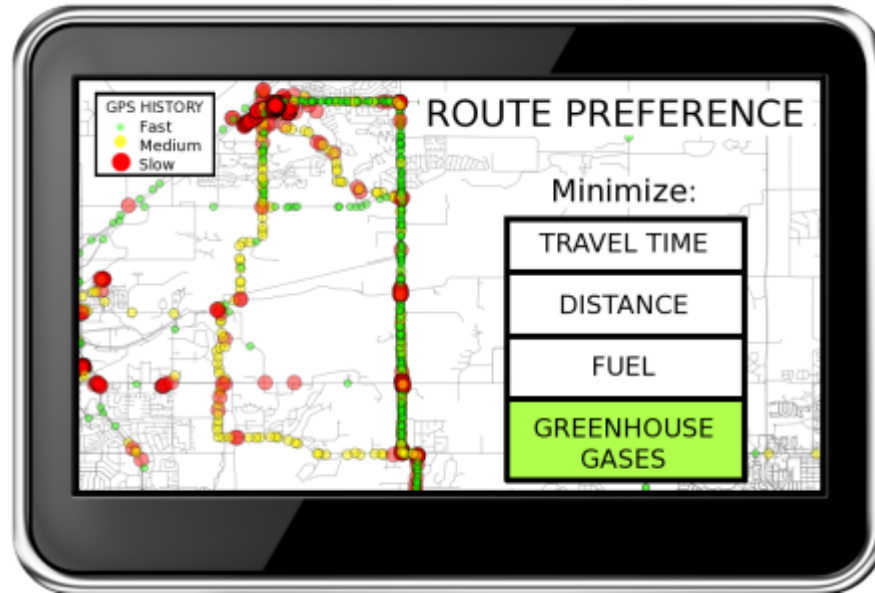 GPS HISTORY
Fast
Medium
Slow
ROUTE PREFERENCE
Minimize:
TRAVEL TIME
DISTANCE
FUEL
GREENHOUSE
GASES